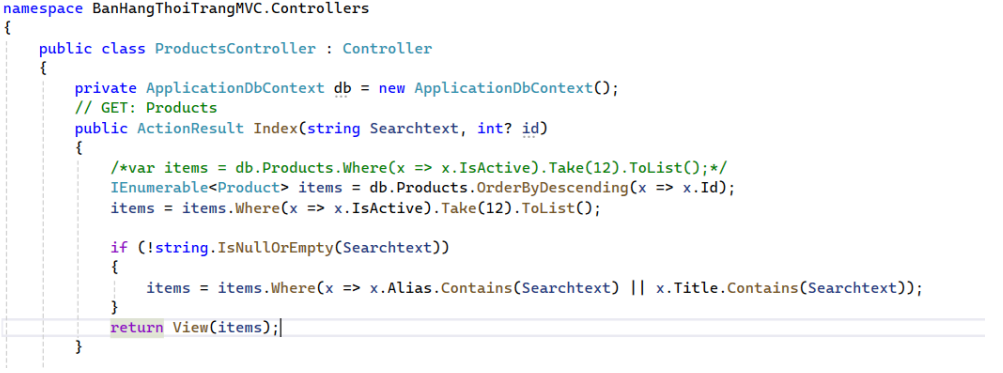 namespace BanHangThoiTrangMVC.Controllers
{
public class ProductsController : Controller
{
private ApplicationDbContext db = new ApplicationDbContext();
// GET: Products
public ActionResult Index(string Searchtext, int? id)
{
/*var items = db.Products.Where(x => x.IsActive).Take(12).ToList();*/
IEnumerable<Product> items = db.Products.OrderByDescending(x => x.Id);
items = items.Where(x => x.IsActive).Take(12).ToList();
if (!string.IsNullOrEmpty(Searchtext))
{
items = items.Where(x => x.Alias.Contains(Searchtext) || x.Title.Contains(Searchtext));
}
return View(items);
}